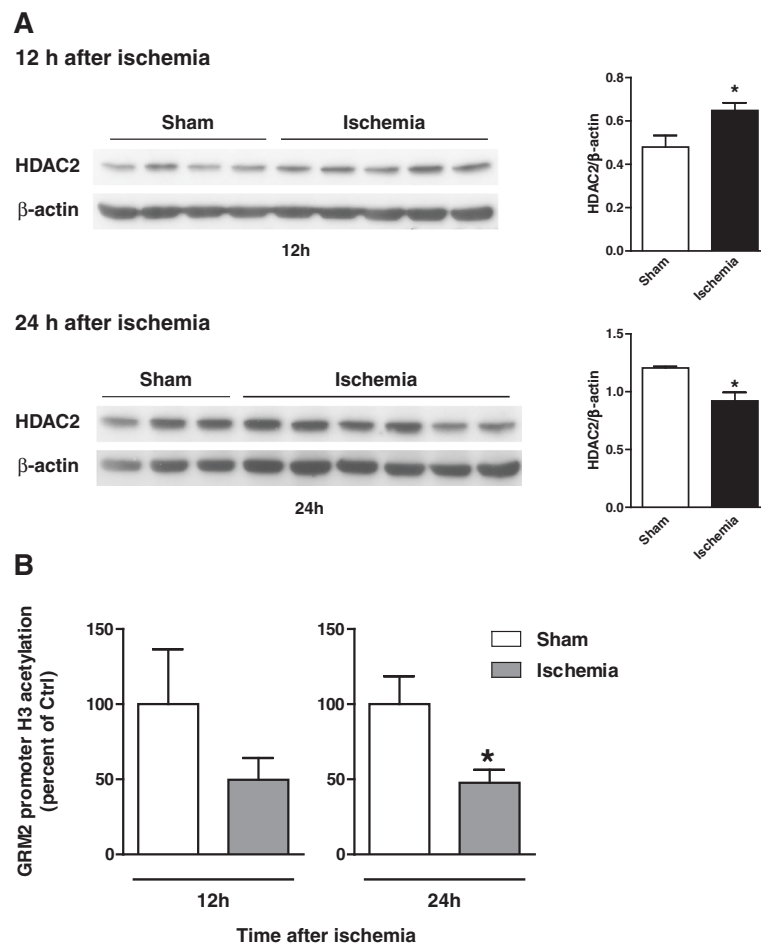 A
12 h after ischemia
Sham Ischemia
HDAC2
β-actin
12h
HDAC2/β-actin
0.8
0.6
0.4
0.2
0.0
*
Sham Ischemia
24 h after ischemia
Sham Ischemia
HDAC2
β-actin
24h
HDAC2/β-actin
1.5
1.0
0.5
0.0
*
Sham Ischemia
B
GRM2 promoter H3 acetylation
(percent of Ctrl)
150
100
50
0
12h
150
100
50
0
*
24h
Sham
Ischemia
Time after ischemia